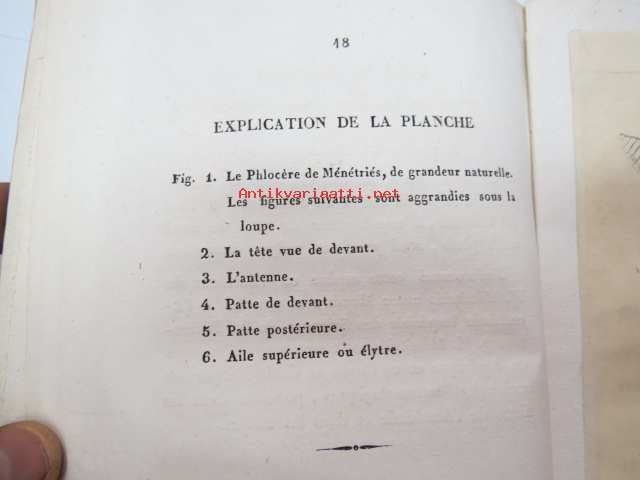 18
EXPLICATION DE LA PLANCHE
Fig. 1. Le Phlocère de Ménétriés, de grandeur naturelle.
Antikvariaatti.net
Les figures suivantes sont aggrandies sous la
loupe.
2. La tête vue de devant.
3. L'antenne.
4. Patte de devant.
5. Patte postérieure.
6. Aile supérieure ou élytre.